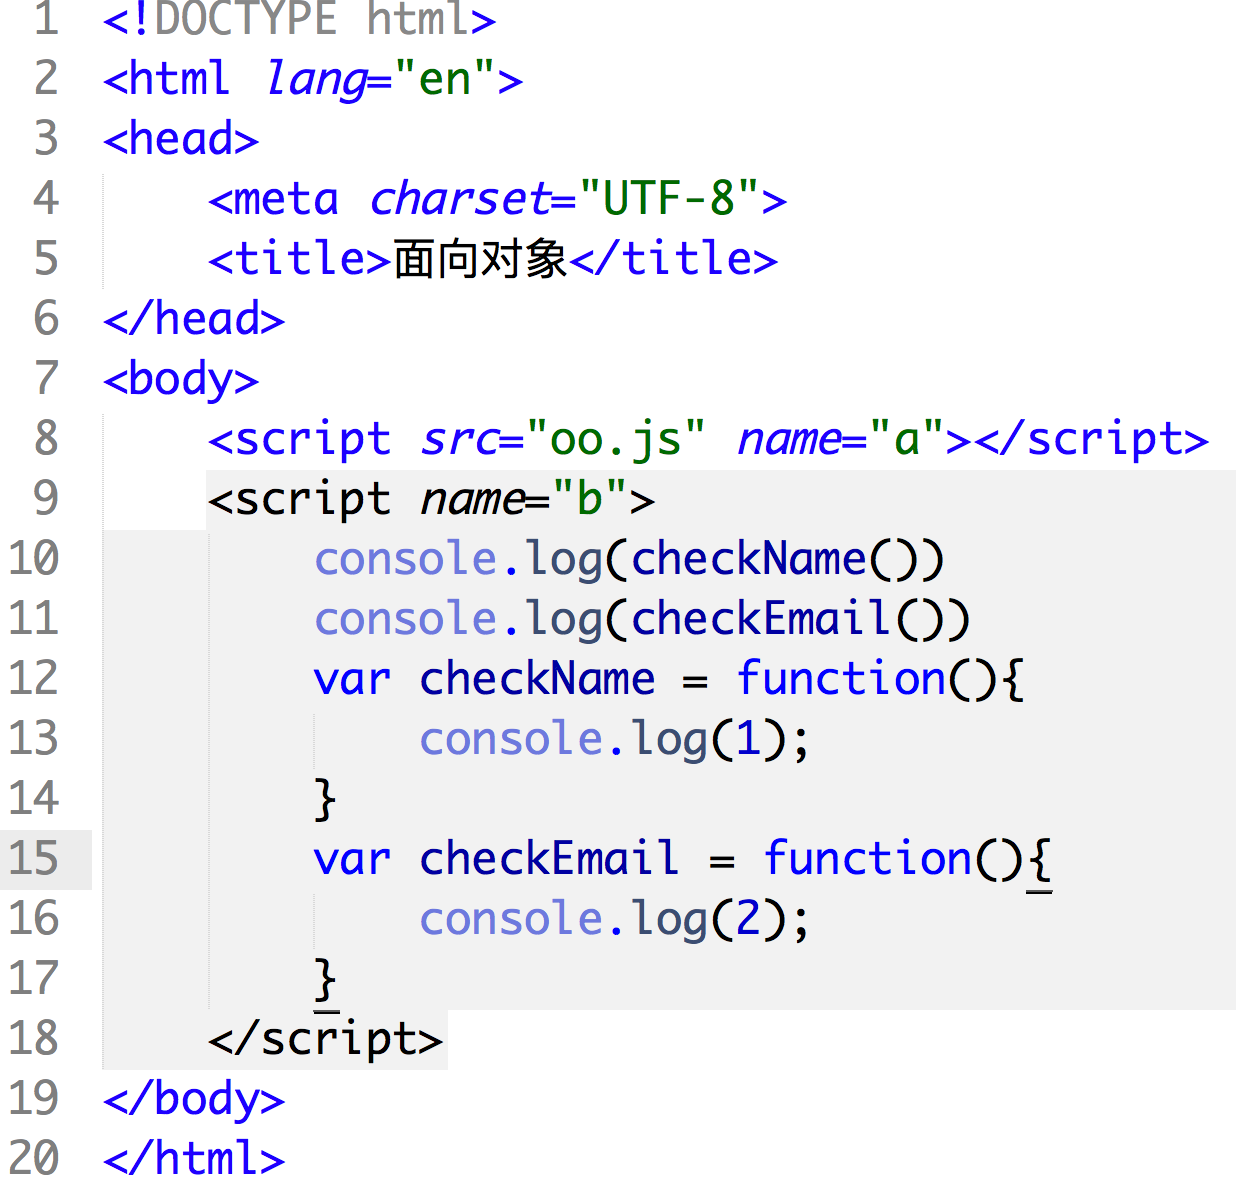 1 <!DOCTYPE html>
2 <html lang="en">
3 <head>
4     <meta charset="UTF-8">
5     <title>面向对象</title>
6 </head>
7 <body>
8     <script src="oo.js" name="a"></script>
9     <script name="b">
10         console.log(checkName())
11         console.log(checkEmail())
12         var checkName = function(){
13             console.log(1);
14         }
15         var checkEmail = function(){
16             console.log(2);
17         }
18     </script>
19 </body>
20 </html>